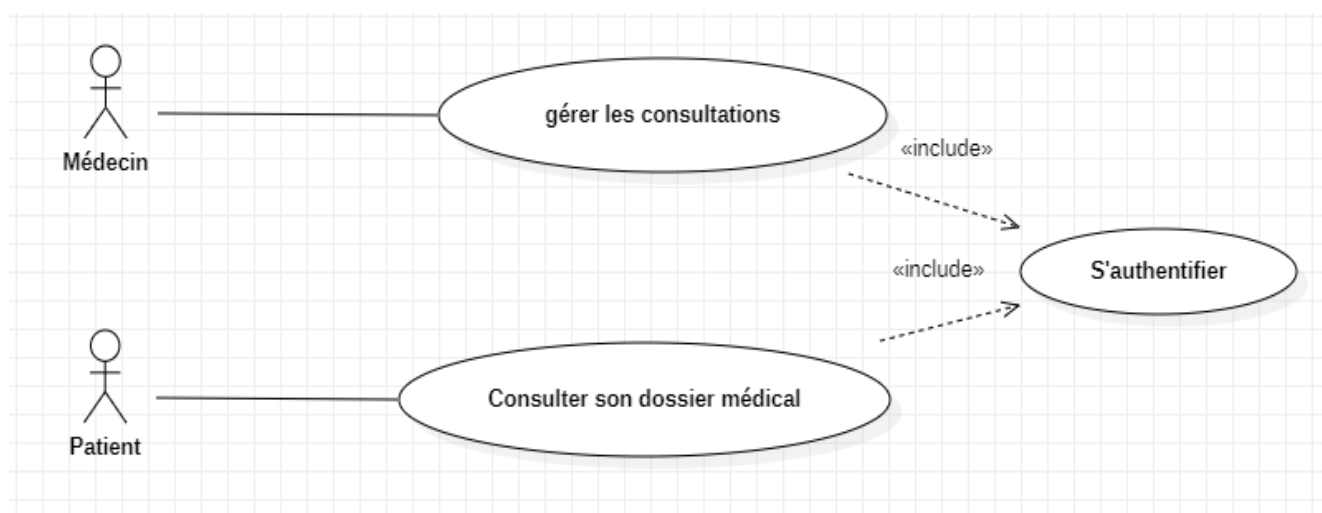 gérer les consultations
«include»
Médecin
«include»
S'authentifier
Consulter son dossier médical
Patient